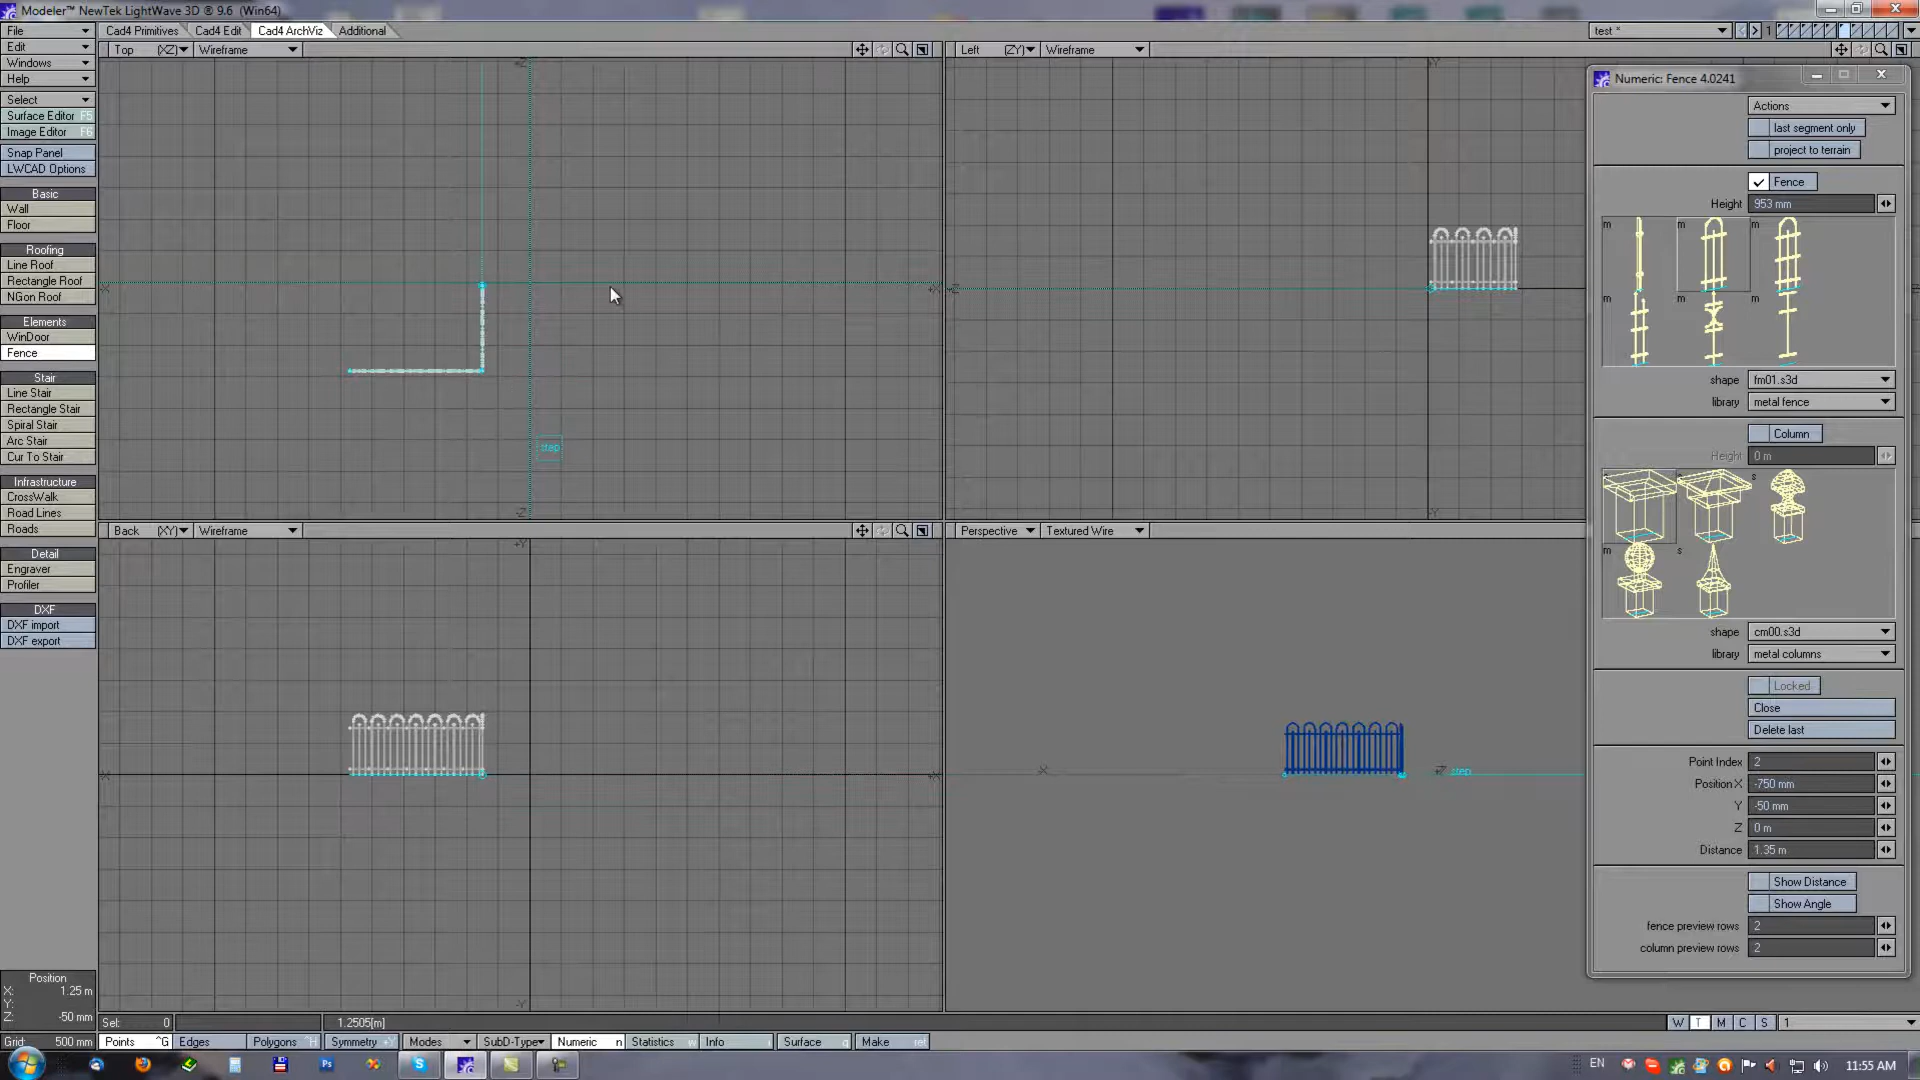 Modeler™ NewTek LightWave 3D ® 9.6 (Win64)
File
Edit
Windows
Help
Cad4 Primitives
Cad4 Edit
Cad4 ArchViz
Additional
test *
1
Top (XZ)
Wireframe
Left (ZY)
Wireframe
Select
Surface Editor F5
Image Editor F6
Snap Panel
LWCAD Options
Basic
Wall
Floor
Roofing
Line Roof
Rectangle Roof
NGon Roof
Elements
WinDoor
Fence
Stair
Line Stair
Rectangle Stair
Spiral Stair
Arc Stair
Cur To Stair
Infrastructure
CrossWalk
Road Lines
Roads
Detail
Engraver
Profiler
DXF
DXF import
DXF export
step
Back (XY)
Wireframe
Perspective
Textured Wire
step
Numeric: Fence 4.0241
Actions
last segment only
project to terrain
Fence
Height 953 mm
m m m
m m m
shape fm01.s3d
library metal fence
Column
Height 0 m
s
m s
shape cm00.s3d
library metal columns
Locked
Close
Delete last
Point Index 2
Position X -750 mm
Y -50 mm
Z 0 m
Distance 1.35 m
Show Distance
Show Angle
fence preview rows 2
column preview rows 2
Position
X: 1.25 m
Y:
Z: -50 mm
Grid: 500 mm
Sel: 0
1.2505[m]
W T M C S 1
Points ^G
Edges
Polygons ^H
Symmetry +Y
Modes
SubD-Type
Numeric n
Statistics w
Info i
Surface q
Make ret
EN
11:55 AM